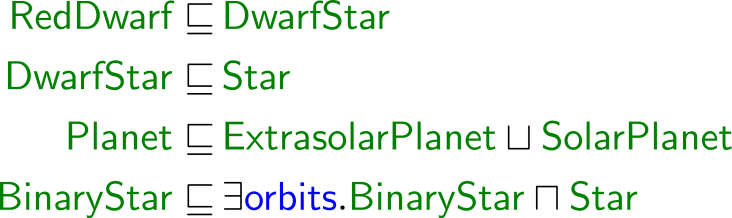 RedDwarf ⊑ DwarfStar
DwarfStar ⊑ Star
Planet ⊑ ExtrasolarPlanet ⊔ SolarPlanet
BinaryStar ⊑ ∃orbits.BinaryStar ⊓ Star